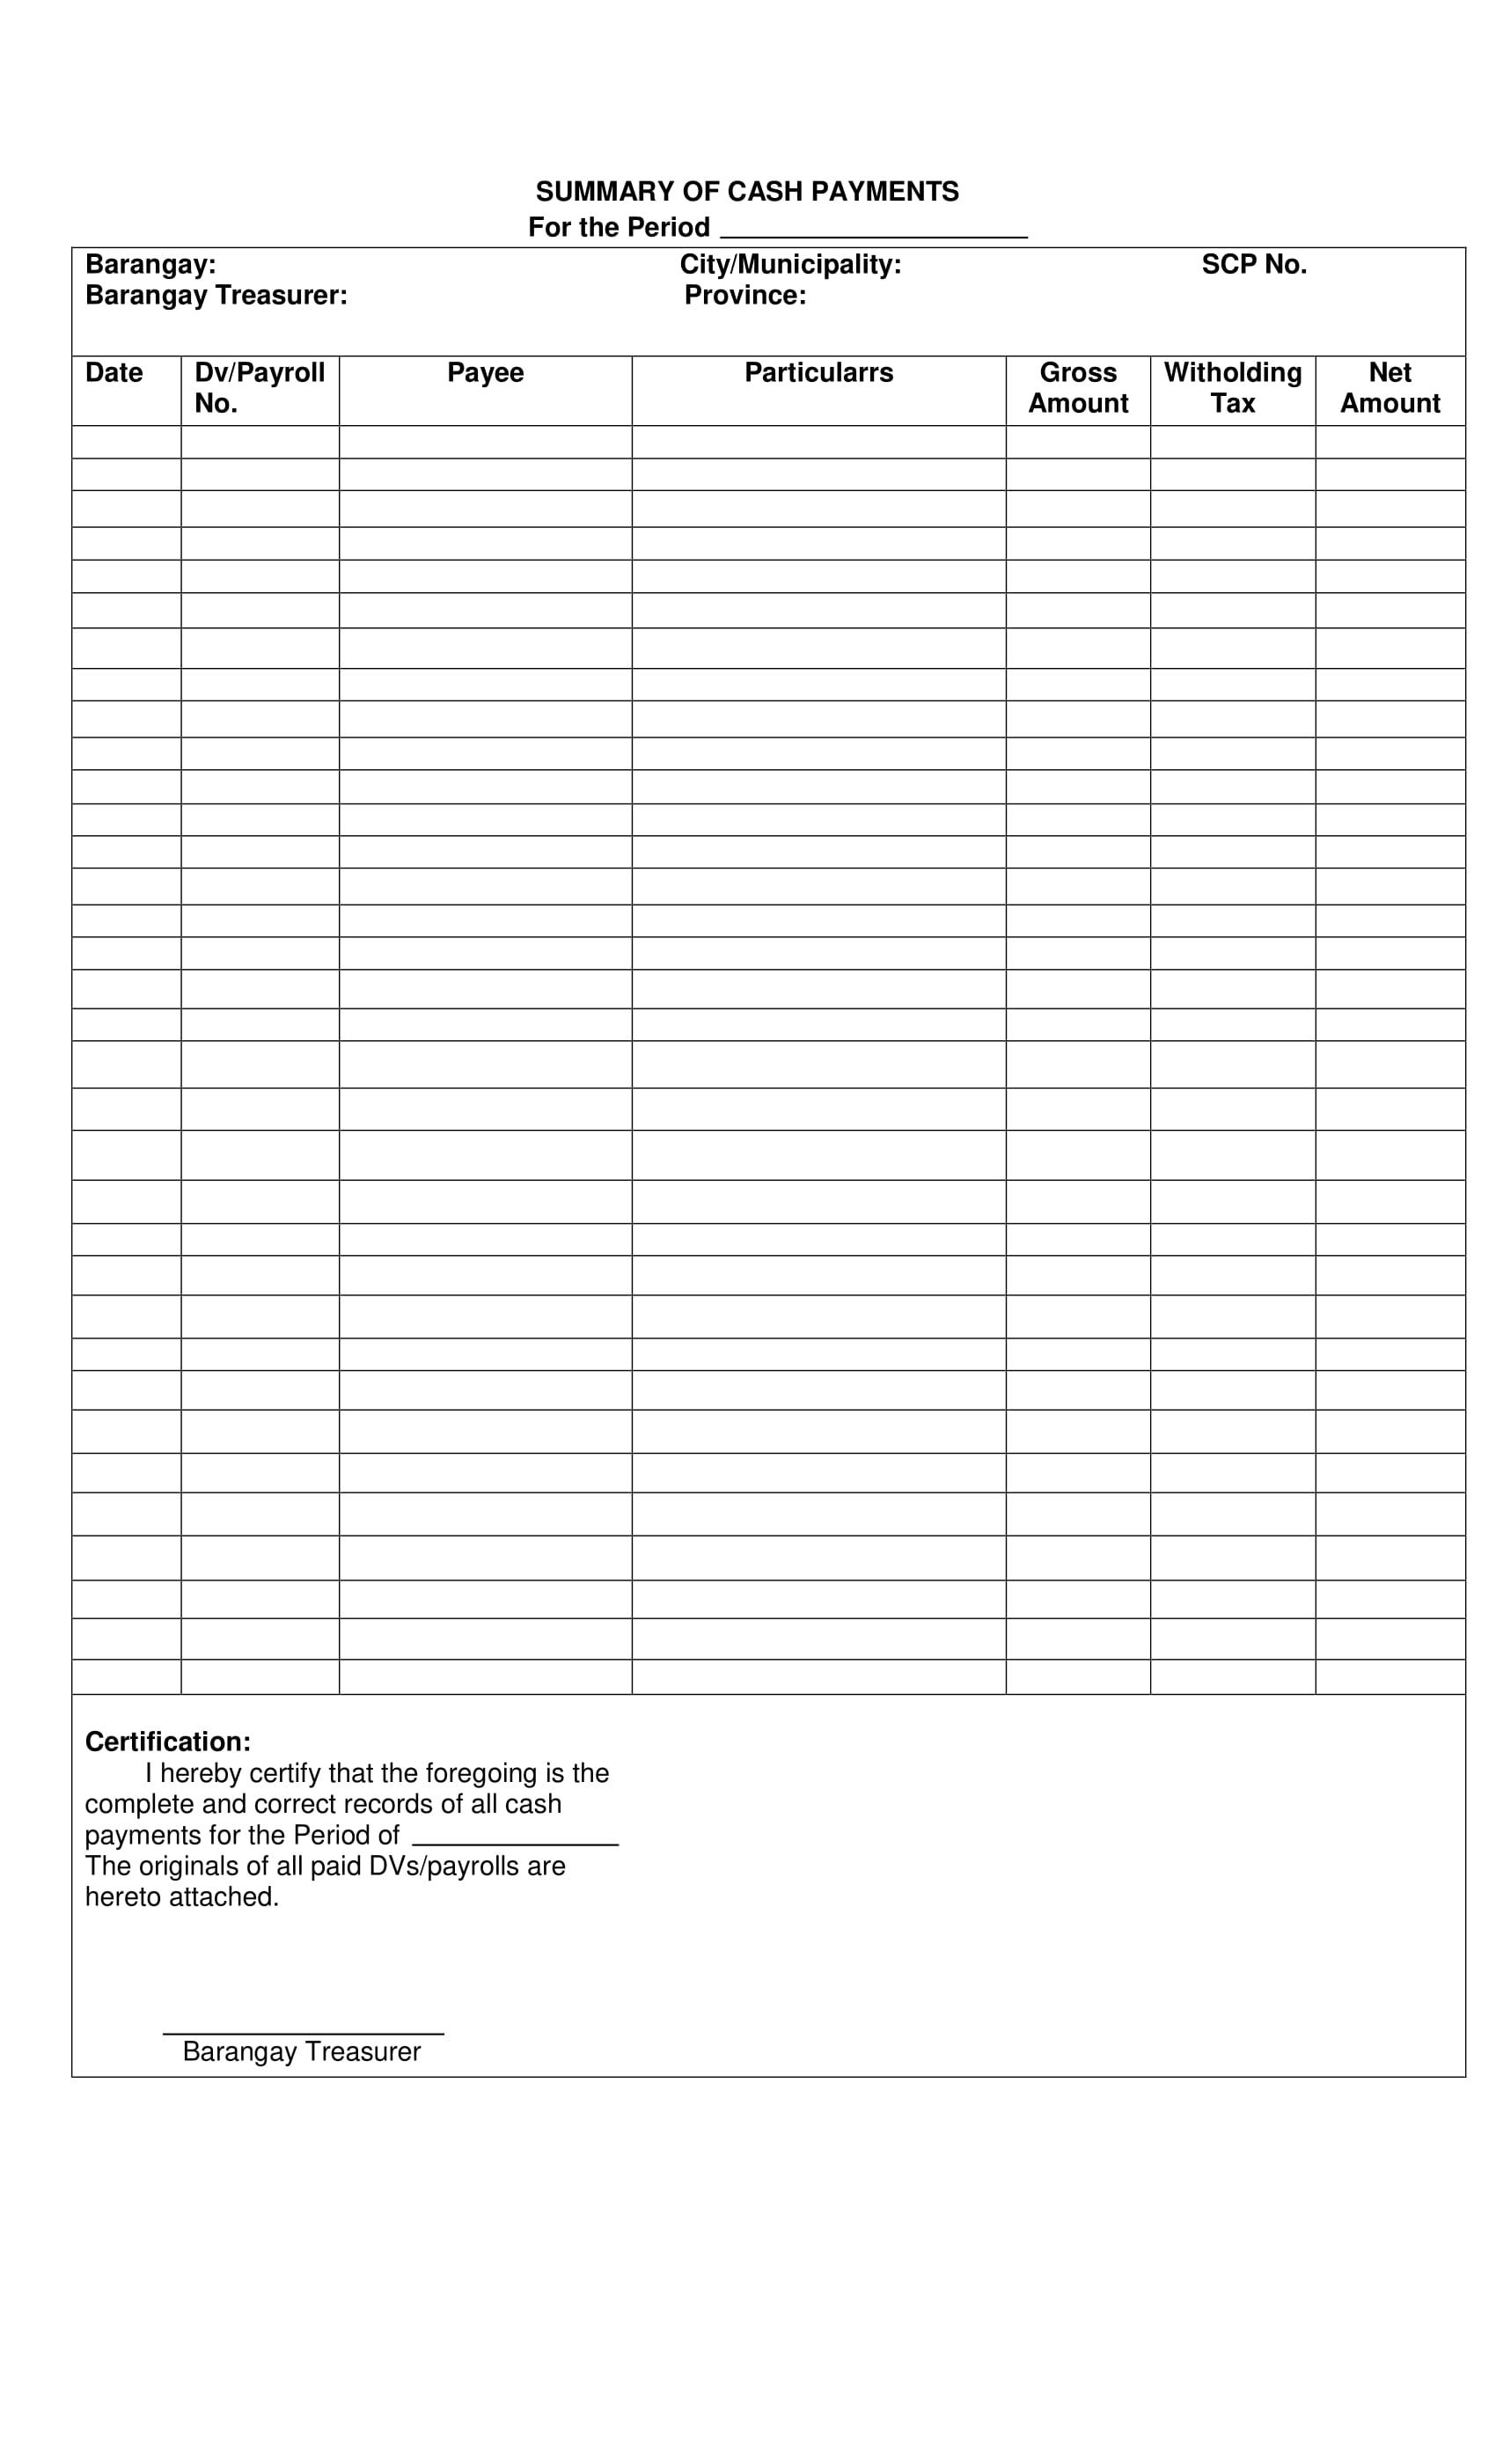 SUMMARY OF CASH PAYMENTS
For the Period
Barangay: City/Municipality: SCP No.
Barangay Treasurer: Province:
Date Dv/Payroll No. Payee Particularrs Gross Amount Witholding Tax Net Amount
Certification:
I hereby certify that the foregoing is the
complete and correct records of all cash
payments for the Period of
The originals of all paid DVs/payrolls are
hereto attached.
Barangay Treasurer